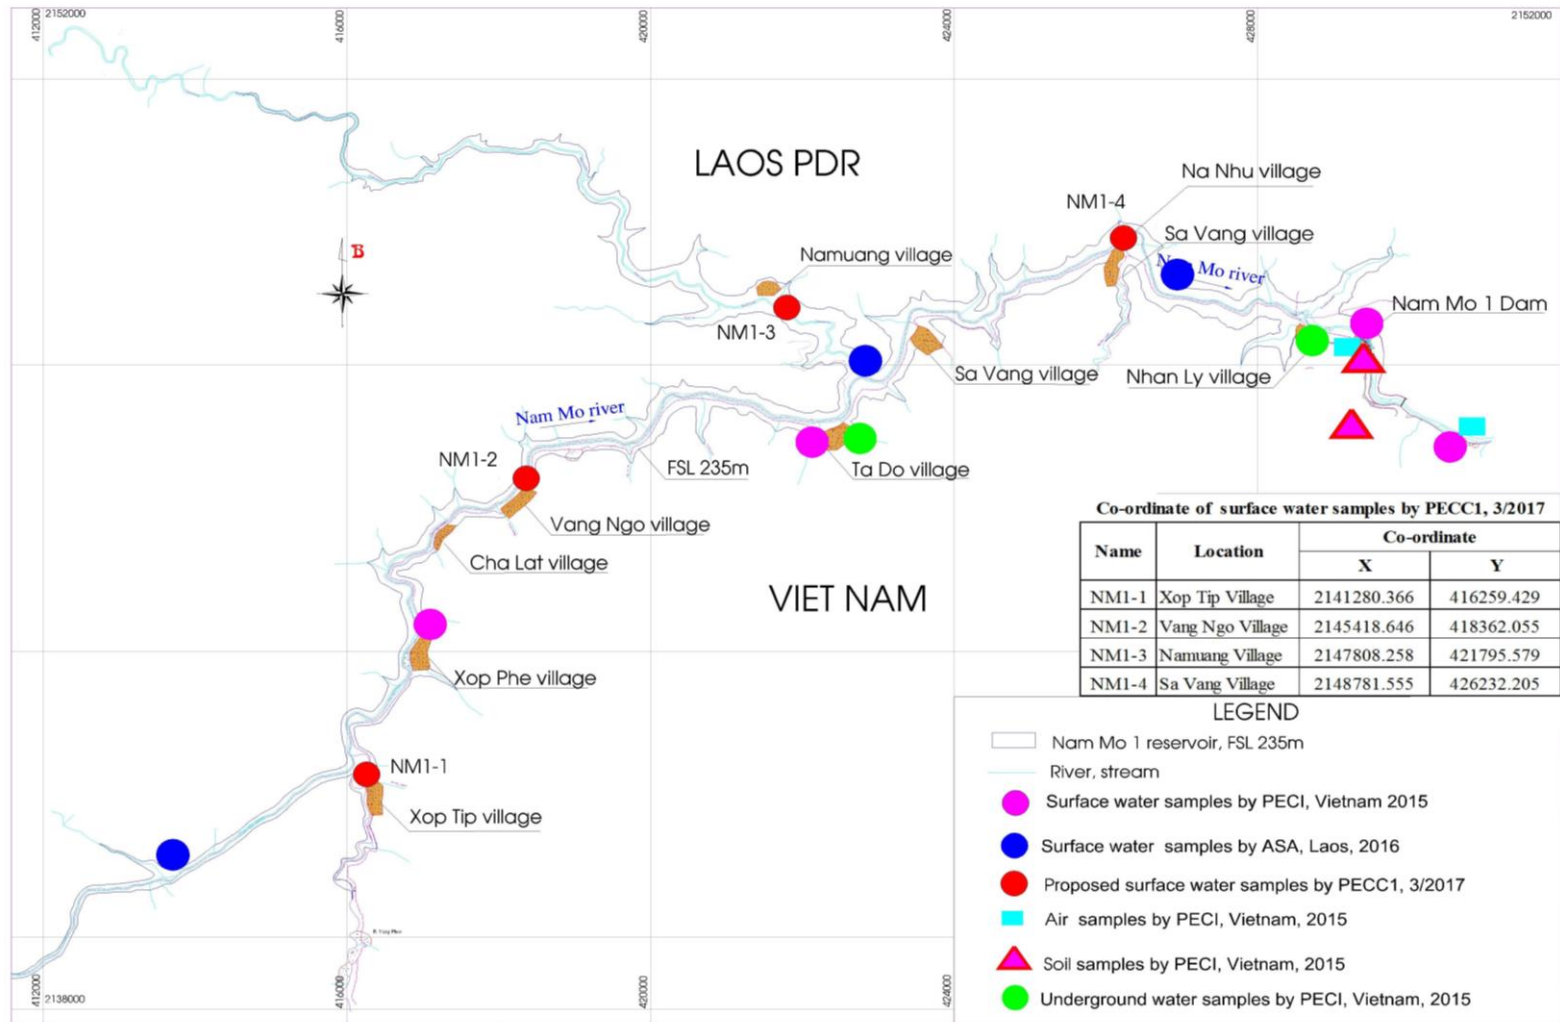 412000
2152000
416000
420000
424000
428000
2152000
LAOS PDR
Na Nhu village
NM1-4
Sa Vang village
B
Namuang village
Mo river
Nam Mo 1 Dam
NM1-3
Sa Vang village
Nhan Ly village
Nam Mo river
NM1-2
FSL 235m
Ta Do village
Vang Ngo village
Cha Lat village
VIET NAM
Xop Phe village
NM1-1
Xop Tip village
Co-ordinate of surface water samples by PECC1, 3/2017
Name Location Co-ordinate
X Y
NM1-1 Xop Tip Village 2141280.366 416259.429
NM1-2 Vang Ngo Village 2145418.646 418362.055
NM1-3 Namuang Village 2147808.258 421795.579
NM1-4 Sa Vang Village 2148781.555 426232.205
LEGEND
Nam Mo 1 reservoir, FSL 235m
River, stream
Surface water samples by PECI, Vietnam 2015
Surface water samples by ASA, Laos, 2016
Proposed surface water samples by PECC1, 3/2017
Air samples by PECI, Vietnam, 2015
Soil samples by PECI, Vietnam, 2015
Underground water samples by PECI, Vietnam, 2015
412000
2138000
416000
420000
424000